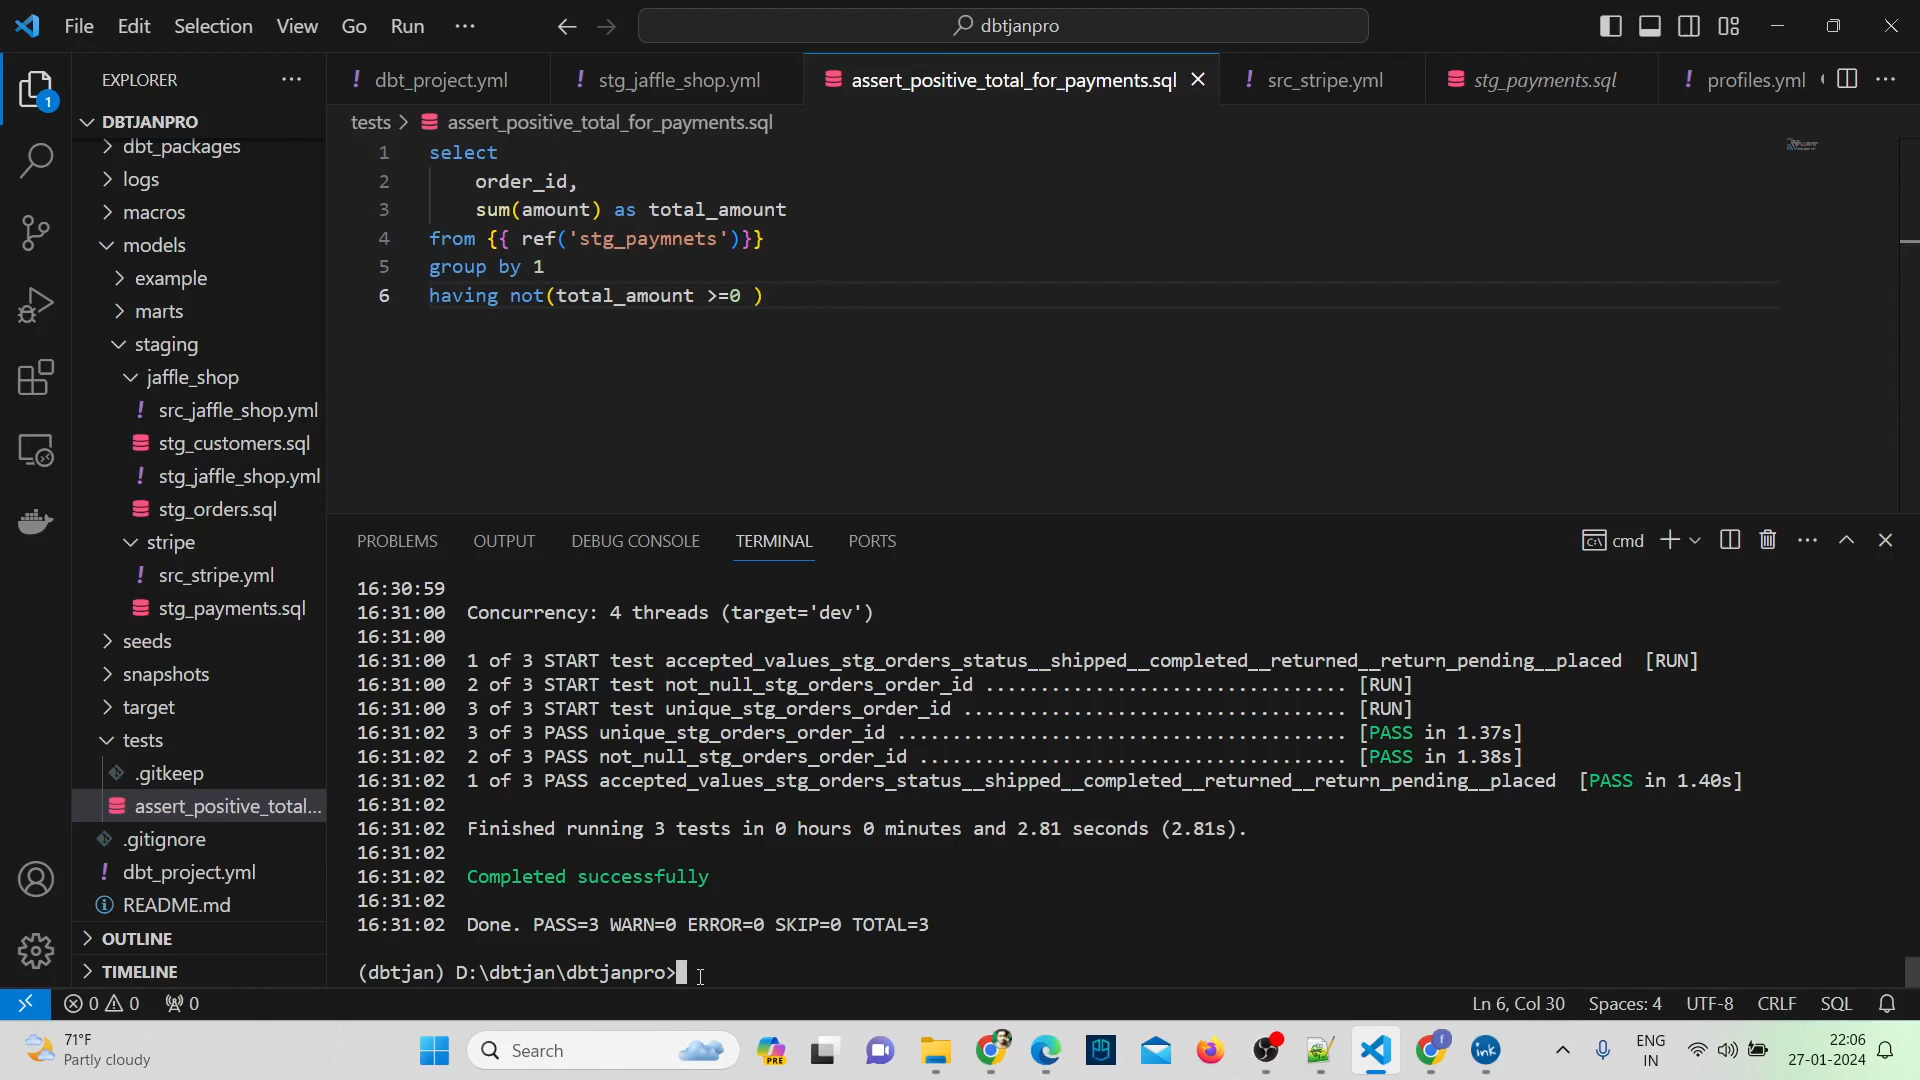 File Edit Selection View Go Run ··· dbtjanpro
EXPLORER ···
dbt_project.yml stg_jaffle_shop.yml assert_positive_total_for_payments.sql src_stripe.yml stg_payments.sql profiles.yml
DBTJANPRO
dbt_packages
logs
macros
models
example
marts
staging
jaffle_shop
src_jaffle_shop.yml
stg_customers.sql
stg_jaffle_shop.yml
stg_orders.sql
stripe
src_stripe.yml
stg_payments.sql
seeds
snapshots
target
tests
.gitkeep
assert_positive_total...
.gitignore
dbt_project.yml
README.md
OUTLINE
TIMELINE
1
tests > assert_positive_total_for_payments.sql
1 select
2 order_id,
3 sum(amount) as total_amount
4 from {{ ref('stg_paymnets')}}
5 group by 1
6 having not(total_amount >=0 )
PROBLEMS OUTPUT DEBUG CONSOLE TERMINAL PORTS cmd
16:30:59
16:31:00 Concurrency: 4 threads (target='dev')
16:31:00
16:31:00 1 of 3 START test accepted_values_stg_orders_status__shipped__completed__returned__return_pending__placed [RUN]
16:31:00 2 of 3 START test not_null_stg_orders_order_id ................................. [RUN]
16:31:00 3 of 3 START test unique_stg_orders_order_id ................................... [RUN]
16:31:02 3 of 3 PASS unique_stg_orders_order_id ......................................... [PASS in 1.37s]
16:31:02 2 of 3 PASS not_null_stg_orders_order_id ....................................... [PASS in 1.38s]
16:31:02 1 of 3 PASS accepted_values_stg_orders_status__shipped__completed__returned__return_pending__placed [PASS in 1.40s]
16:31:02
16:31:02 Finished running 3 tests in 0 hours 0 minutes and 2.81 seconds (2.81s).
16:31:02
16:31:02 Completed successfully
16:31:02
16:31:02 Done. PASS=3 WARN=0 ERROR=0 SKIP=0 TOTAL=3
(dbtjan) D:\dbtjan\dbtjanpro>
0 0 0 Ln 6, Col 30 Spaces: 4 UTF-8 CRLF SQL
71°F
Partly cloudy
Search
PRE
ink
ENG
IN
22:06
27-01-2024